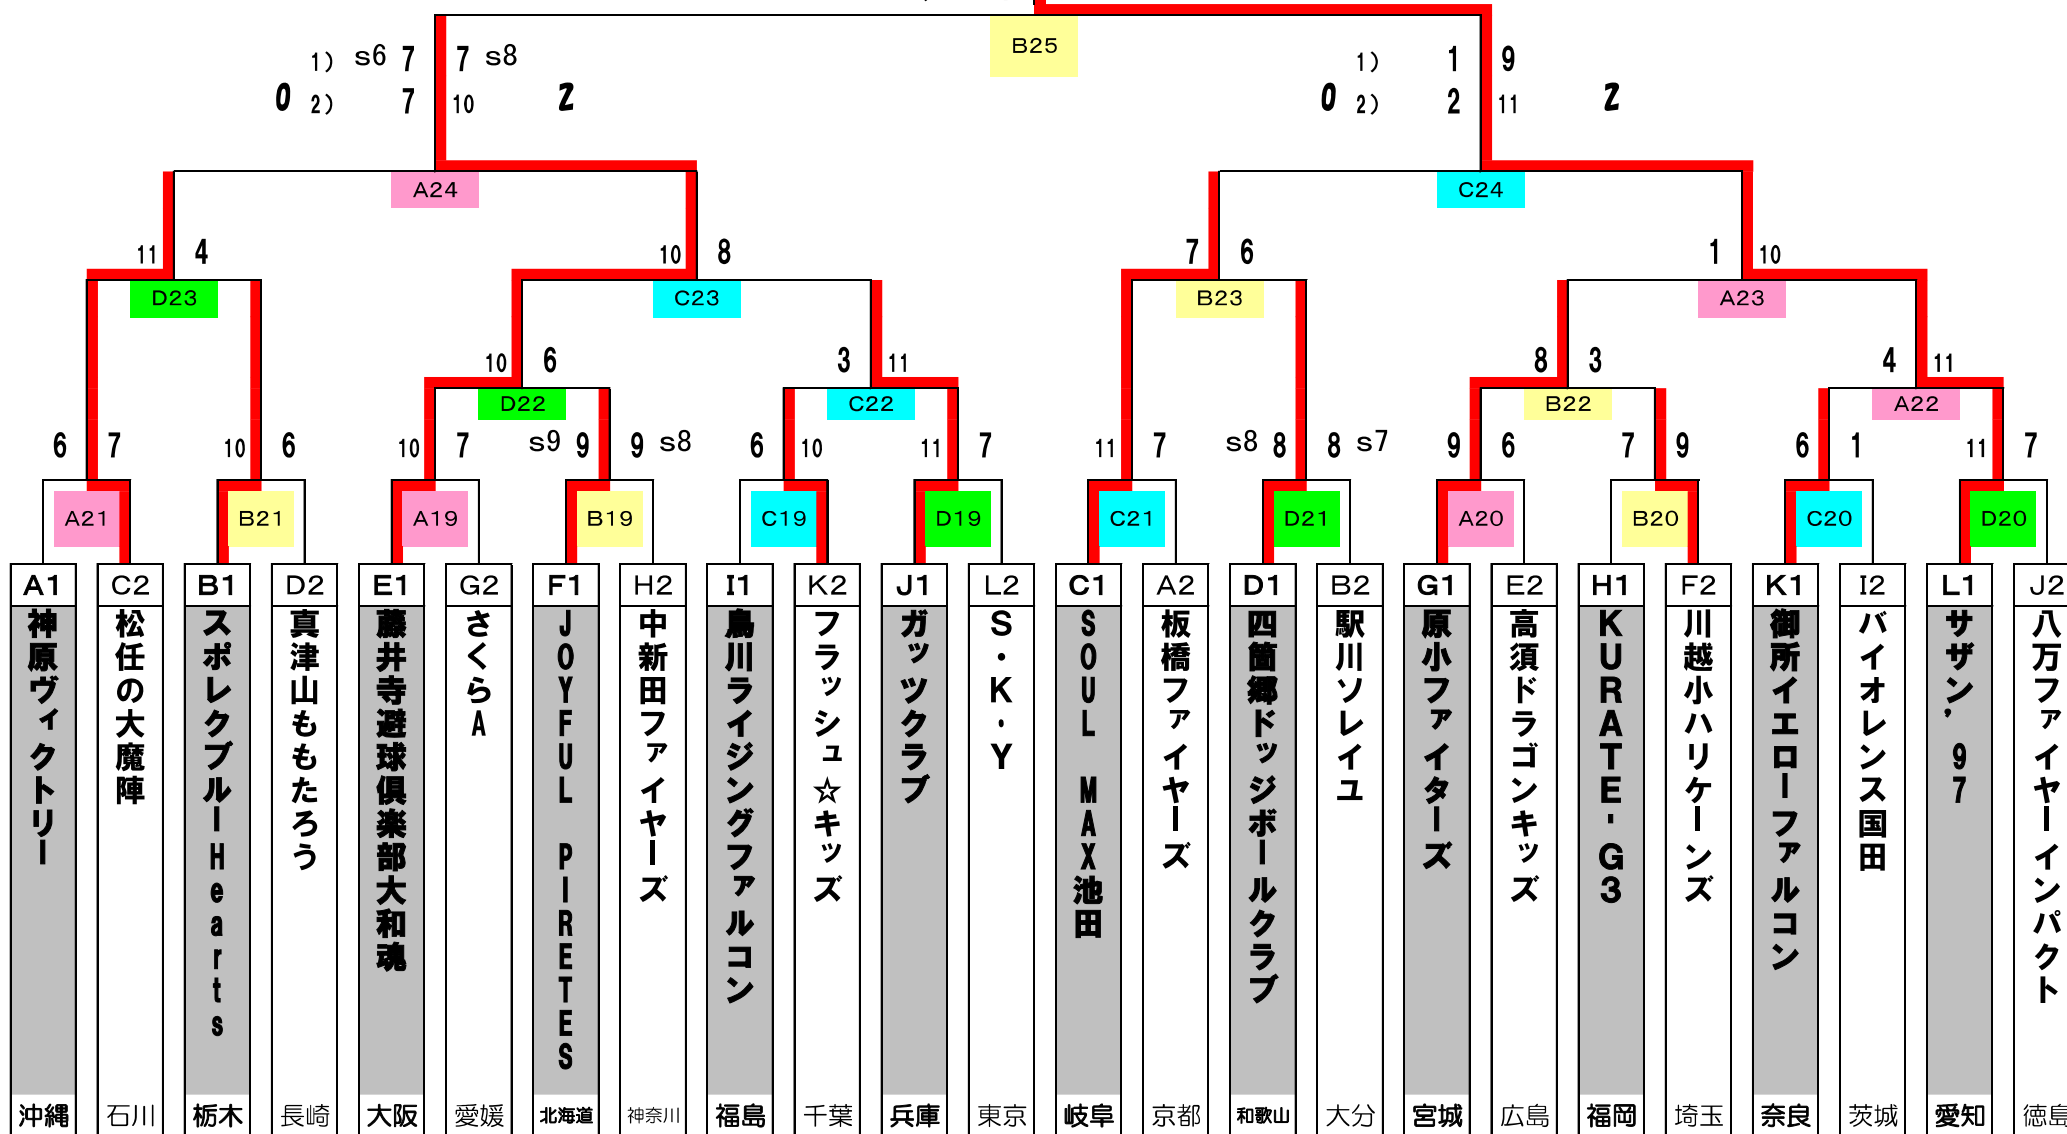 B25
1) s6 7 7 s8
0 2) 7 10 2
1) 1 9
0 2) 2 11 2
A24
C24
11 4
10 8
7 6
1 10
D23
C23
B23
A23
10 6
3 11
8 3
4 11
D22
C22
B22
A22
6 7
10 6
10 7
s9 9 9 s8
6 10
11 7
11 7
s8 8 8 s7
9 6
7 9
6 1
11 7
A21
B21
A19
B19
C19
D19
C21
D21
A20
B20
C20
D20
A1
神原ヴィクトリー
沖縄
C2
松任の大魔陣
石川
B1
スポレクブルーHearts
栃木
D2
真津山ももたろう
長崎
E1
藤井寺避球倶楽部大和魂
大阪
G2
さくらA
愛媛
F1
JOYFUL PIRETES
北海道
H2
中新田ファイヤーズ
神奈川
I1
鳥川ライジングファルコン
福島
K2
フラッシュ☆キッズ
千葉
J1
ガッツクラブ
兵庫
L2
S・K・Y
東京
C1
SOUL MAX池田
岐阜
A2
板橋ファイヤーズ
京都
D1
四箇郷ドッジボールクラブ
和歌山
B2
駅川ソレイユ
大分
G1
原小ファイターズ
宮城
E2
高須ドラゴンキッズ
広島
H1
KURATE・G3
福岡
F2
川越小ハリケーンズ
埼玉
K1
御所イエローファルコン
奈良
I2
バイオレンス国田
茨城
L1
サザン’97
愛知
J2
八万ファイヤーインパクト
徳島